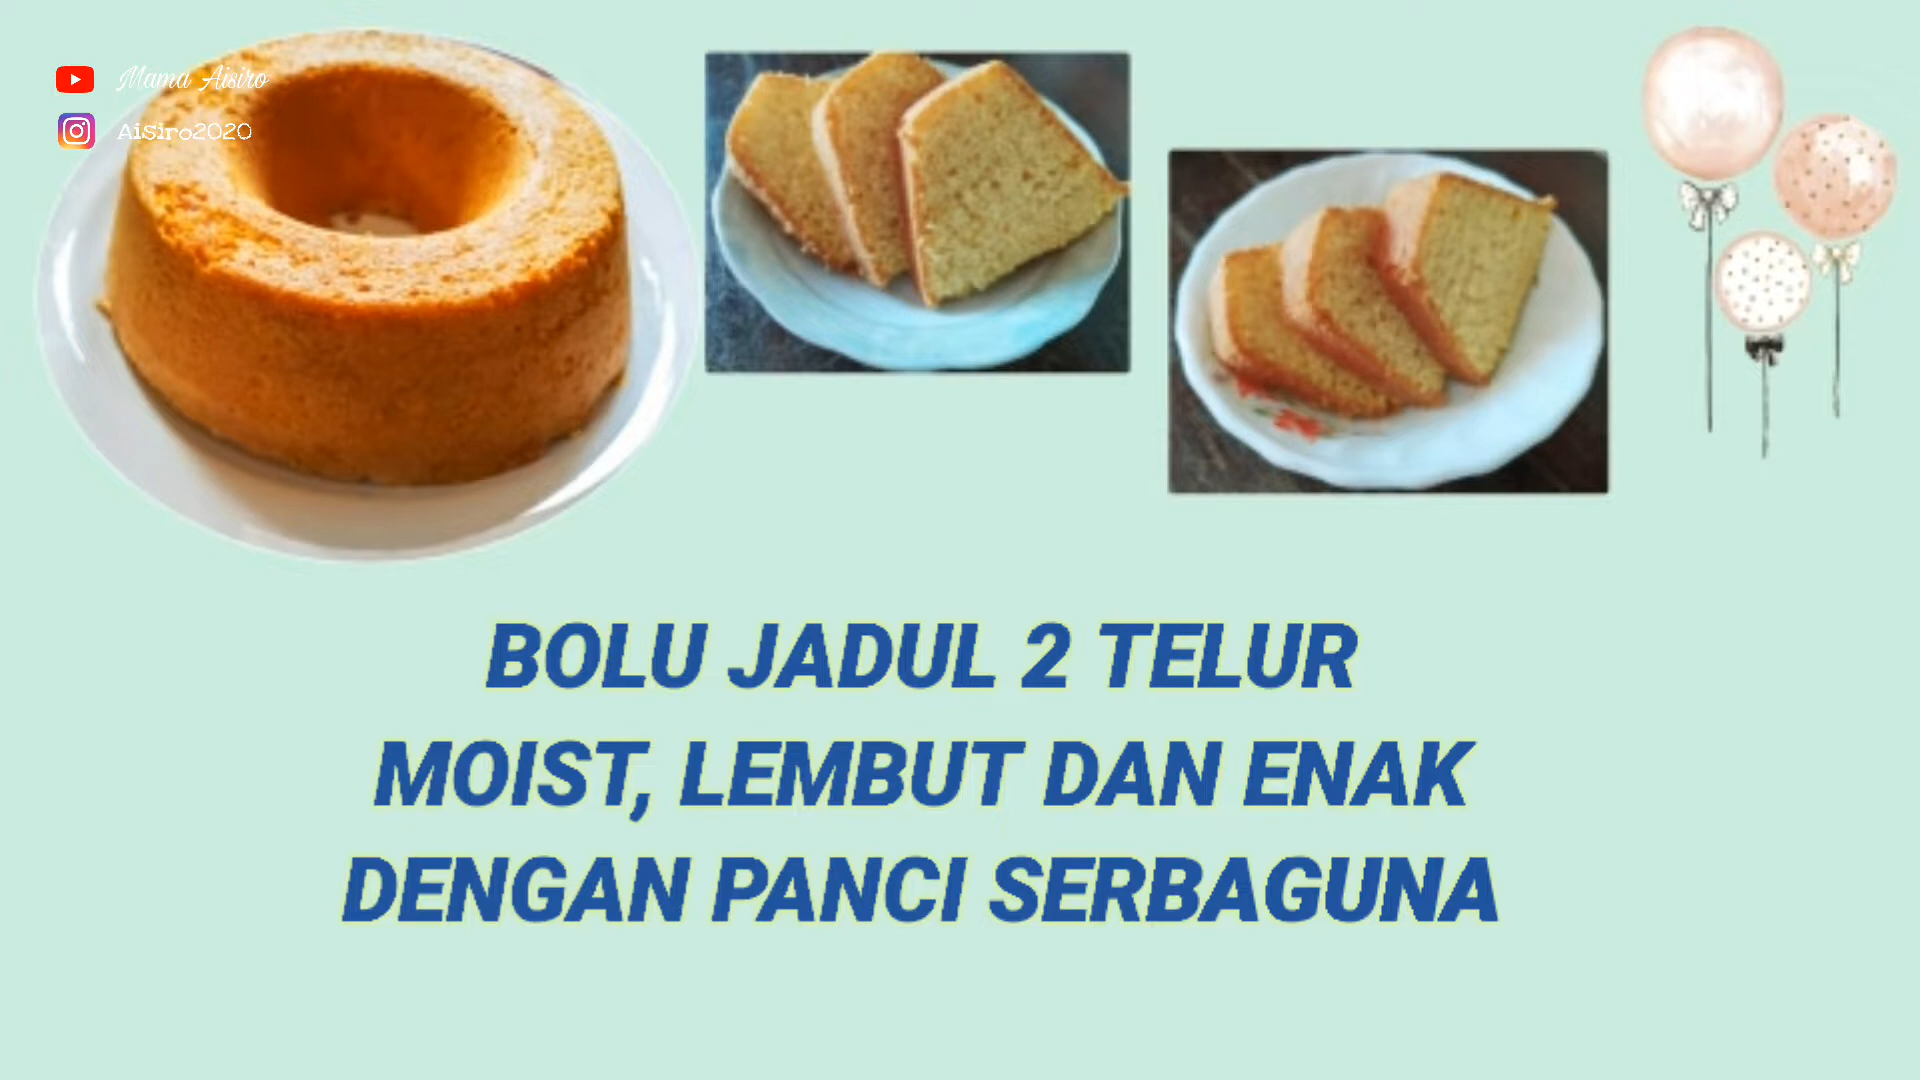 Mama Aisiro
Aisiro2020
BOLU JADUL 2 TELUR
MOIST, LEMBUT DAN ENAK
DENGAN PANCI SERBAGUNA